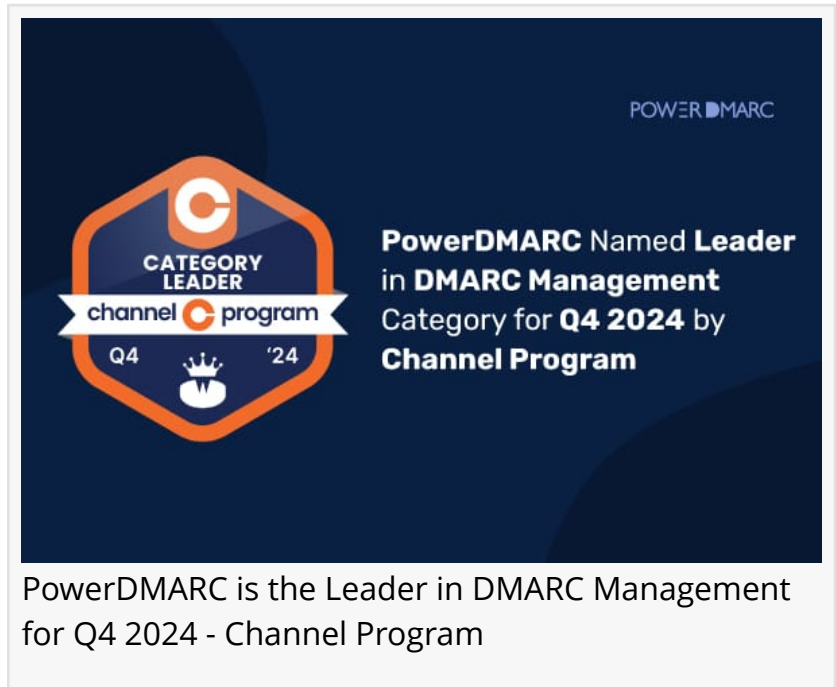 POWERDMARC
CATEGORY
LEADER
channel program
Q4 '24
PowerDMARC Named Leader
in DMARC Management
Category for Q4 2024 by
Channel Program
PowerDMARC is the Leader in DMARC Management
for Q4 2024 - Channel Program